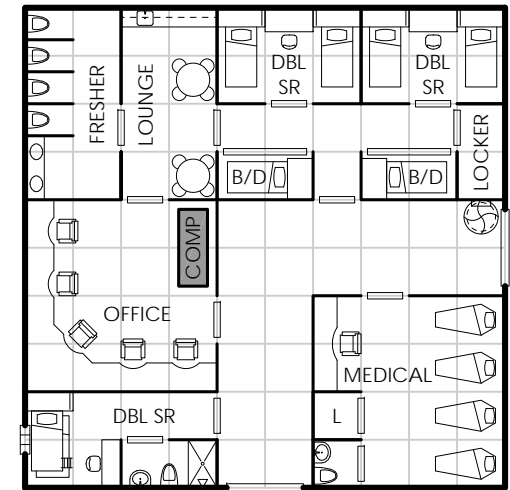 DBL
SR
DBL
SR
FRESHER
LOUNGE
LOCKER
B/D
B/D
COMP
OFFICE
MEDICAL
DBL SR
L